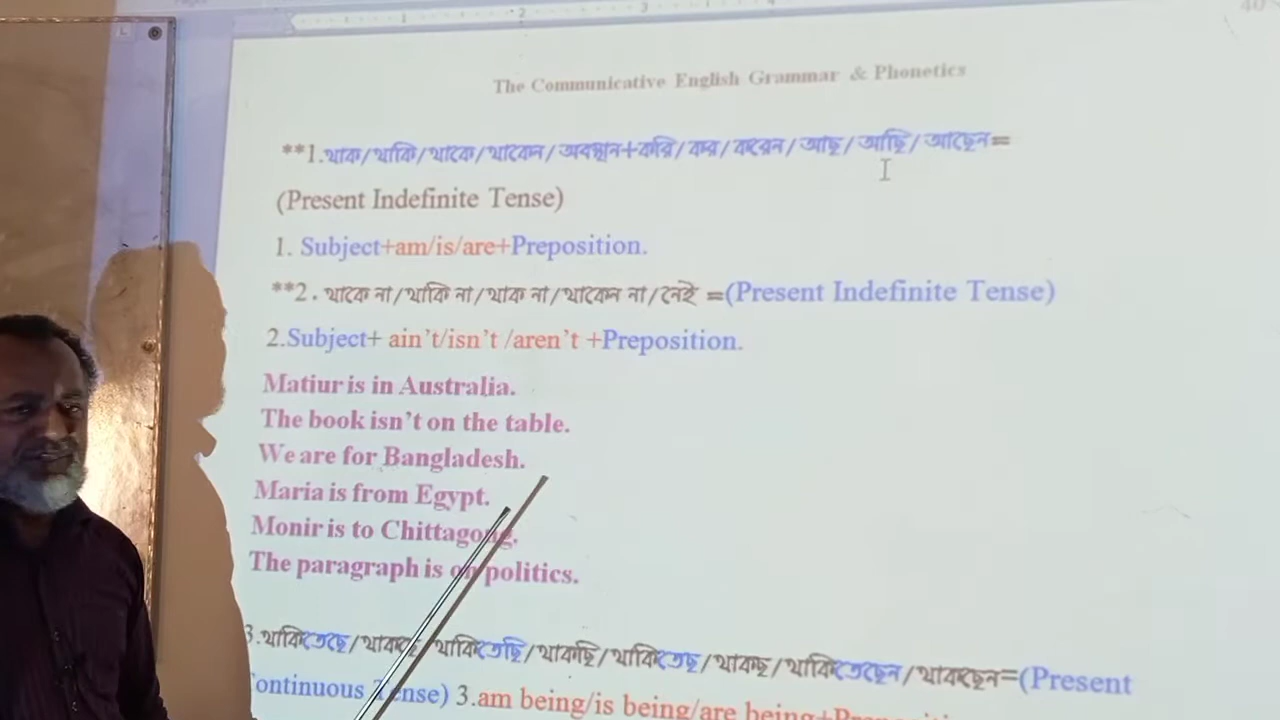 The Communicative English Grammar & Phonetics
**1.থাক/থাকি/থাকে/থাকেন/অবস্থান+করি/কর/করেন/আছ/আছি/আছেন=
(Present Indefinite Tense)
1. Subject+am/is/are+Preposition.
**2. থাকে না/থাকি না/থাক না/থাকেন না/নেই =(Present Indefinite Tense)
2.Subject+ ain't/isn't /aren't +Preposition.
Matiur is in Australia.
The book isn't on the table.
We are for Bangladesh.
Maria is from Egypt.
Monir is to Chittagong.
The paragraph is on politics.
3.থাকিতেছে/থাকছে/থাকিতেছি/থাকছি/থাকিতেছ/থাকছ/থাকিতেছেন/থাকছেন=(Present
Continuous Tense) 3.am being/is being/are being+